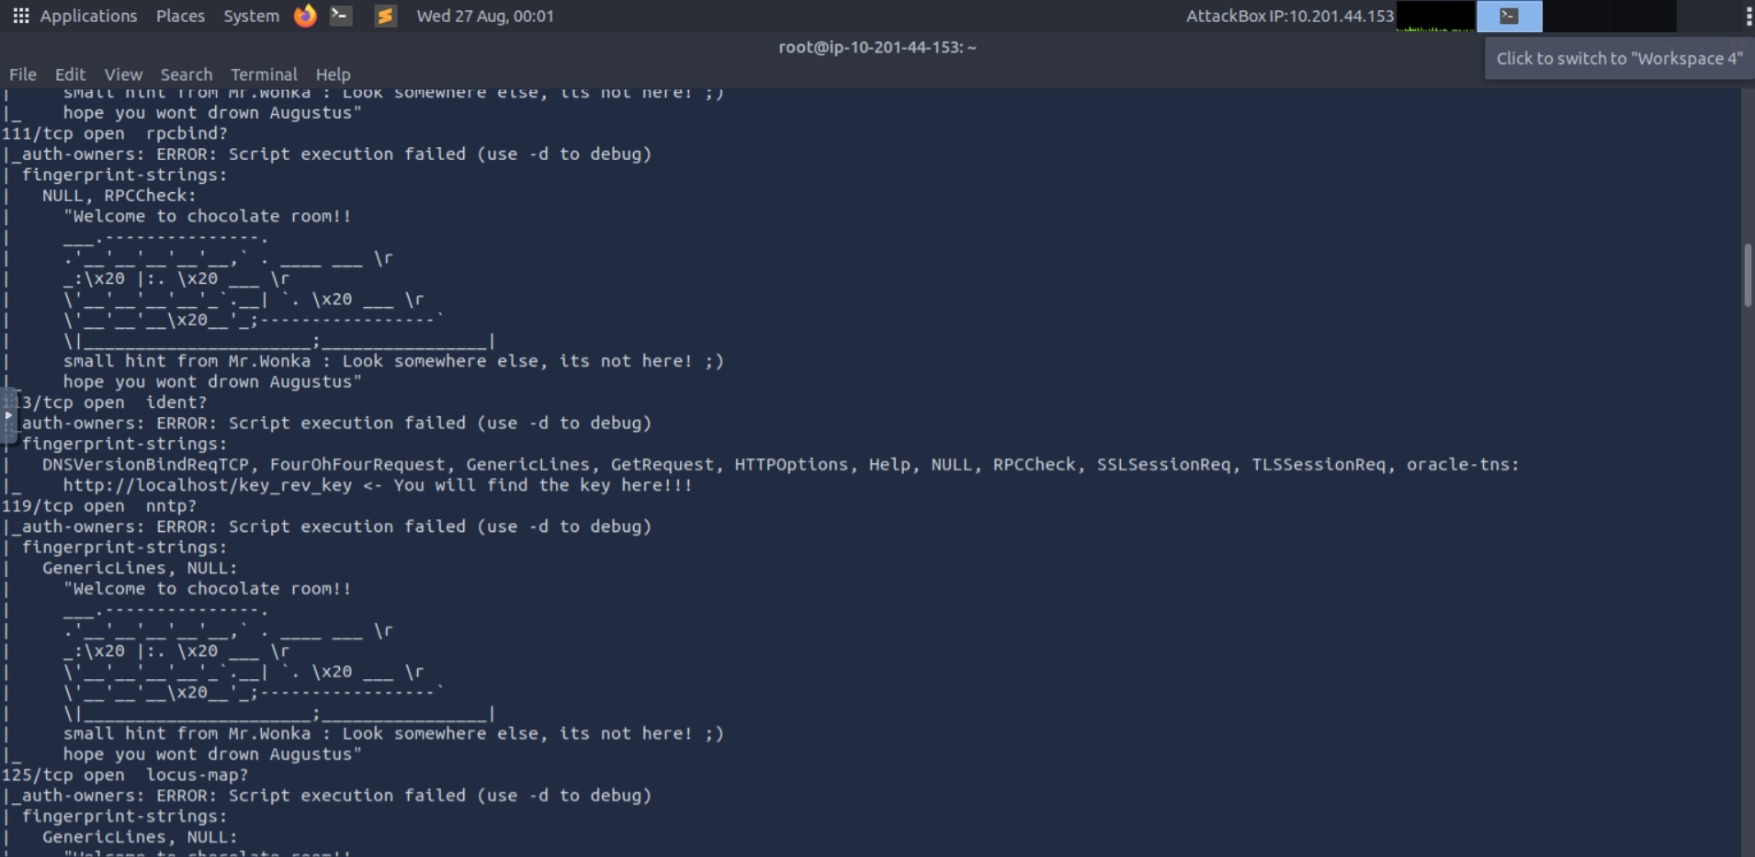 Applications Places System Wed 27 Aug, 00:01 AttackBox IP:10.201.44.153
root@ip-10-201-44-153: ~
Click to switch to "Workspace 4"
File Edit View Search Terminal Help
|     small hint from Mr.Wonka : Look somewhere else, its not here! ;)
|_    hope you wont drown Augustus"
111/tcp open  rpcbind?
|_auth-owners: ERROR: Script execution failed (use -d to debug)
| fingerprint-strings:
|   NULL, RPCCheck:
|     "Welcome to chocolate room!!
|     ___.---------------.
|     .'__'__'__'__'__,` . ____ ___ \r
|     _:\x20 |:. \x20 ___ \r
|     \'__'__'__'__'_`.__| `. \x20 ___ \r
|     \'__'__'__\x20__'_;-----------------`
|     \|______________________;________________|
|     small hint from Mr.Wonka : Look somewhere else, its not here! ;)
|_    hope you wont drown Augustus"
13/tcp open  ident?
_auth-owners: ERROR: Script execution failed (use -d to debug)
| fingerprint-strings:
|   DNSVersionBindReqTCP, FourOhFourRequest, GenericLines, GetRequest, HTTPOptions, Help, NULL, RPCCheck, SSLSessionReq, TLSSessionReq, oracle-tns:
|_    http://localhost/key_rev_key <- You will find the key here!!!
119/tcp open  nntp?
|_auth-owners: ERROR: Script execution failed (use -d to debug)
| fingerprint-strings:
|   GenericLines, NULL:
|     "Welcome to chocolate room!!
|     ___.---------------.
|     .'__'__'__'__'__,` . ____ ___ \r
|     _:\x20 |:. \x20 ___ \r
|     \'__'__'__'__'_`.__| `. \x20 ___ \r
|     \'__'__'__\x20__'_;-----------------`
|     \|______________________;________________|
|     small hint from Mr.Wonka : Look somewhere else, its not here! ;)
|_    hope you wont drown Augustus"
125/tcp open  locus-map?
|_auth-owners: ERROR: Script execution failed (use -d to debug)
| fingerprint-strings:
|   GenericLines, NULL:
|     "Welcome to chocolate room!!